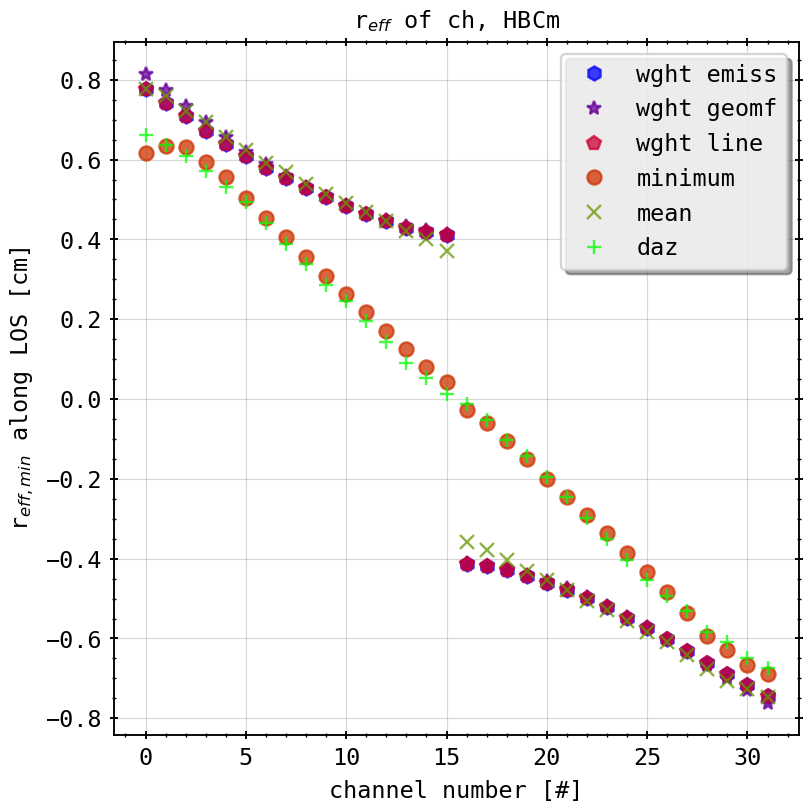 r_eff of ch, HBCm
wght emiss
wght geomf
wght line
minimum
mean
daz
r_eff,min along LOS [cm]
0.8
0.6
0.4
0.2
0.0
−0.2
−0.4
−0.6
−0.8
0 5 10 15 20 25 30
channel number [#]